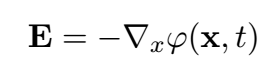 𝐄 = −∇ₓφ(𝐱, t)